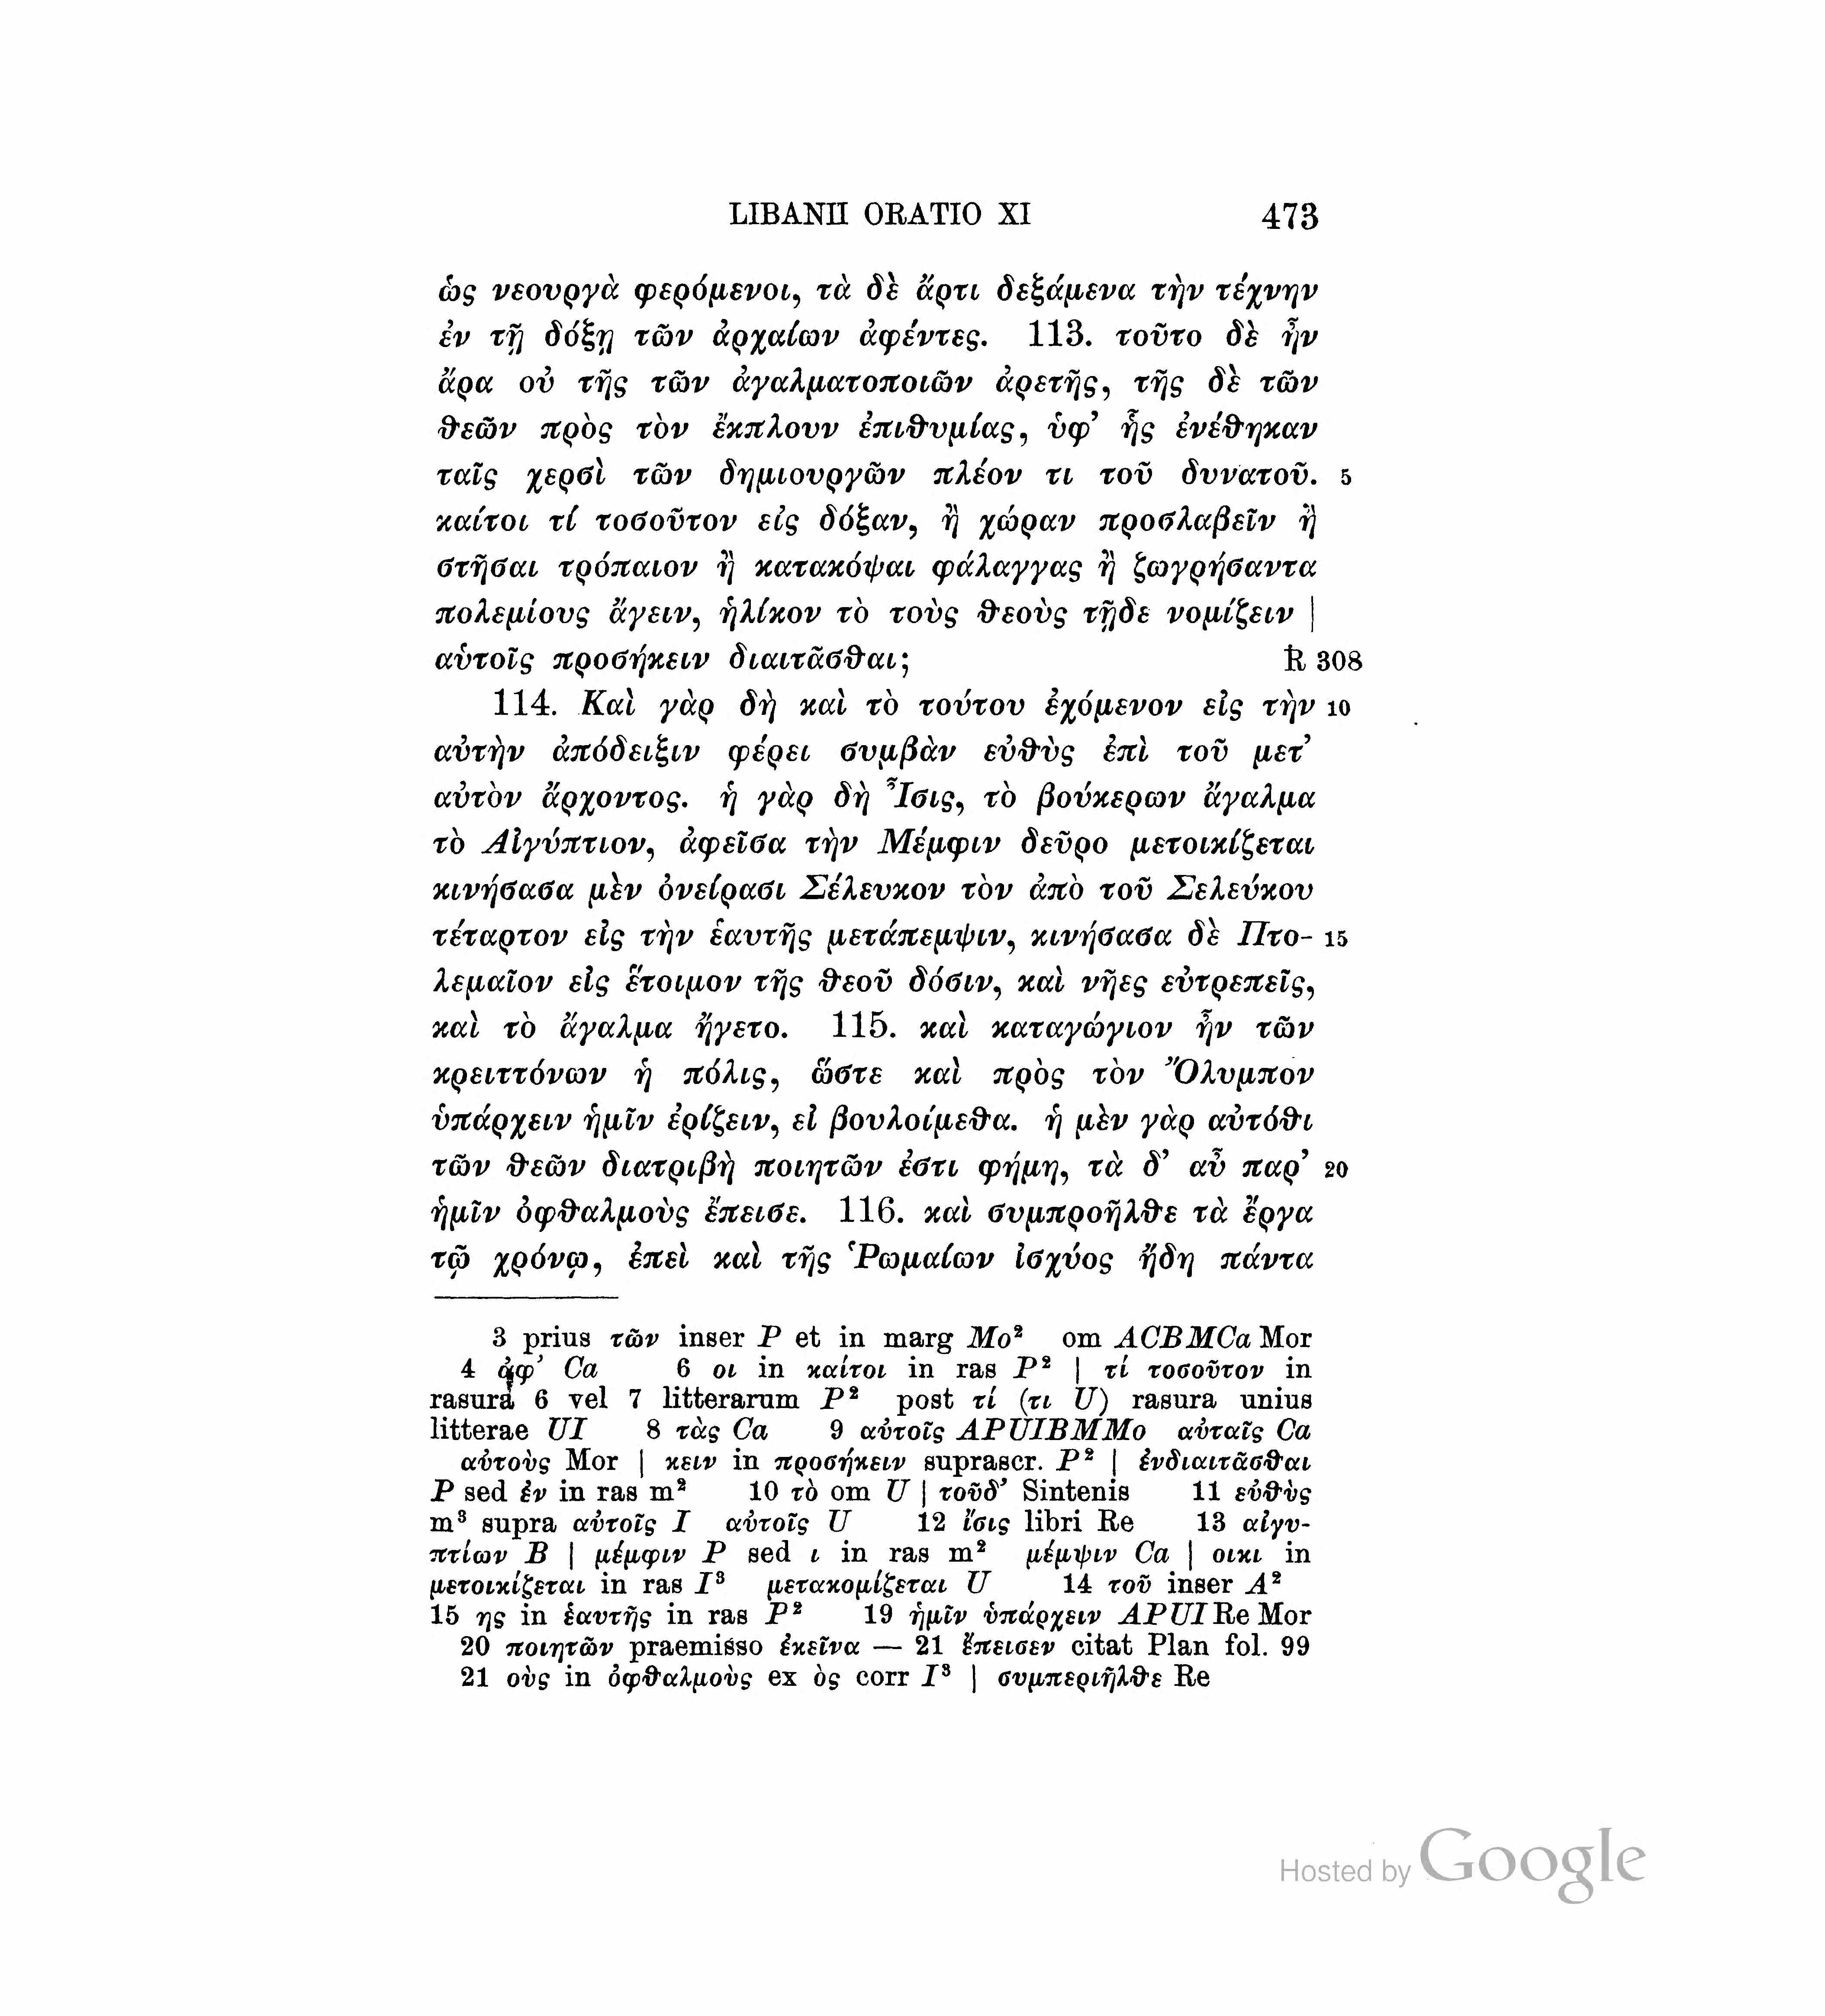 LIBANII ORATIO XI 473
ὡς νεουργὰ φερόμενοι, τὰ δὲ ἄρτι δεξάμενα τὴν τέχνην
ἐν τῇ δόξῃ τῶν ἀρχαίων ἀφέντες. 113. τοῦτο δὲ ἦν
ἄρα οὐ τῆς τῶν ἀγαλματοποιῶν ἀρετῆς, τῆς δὲ τῶν
θεῶν πρὸς τὸν ἔκπλουν ἐπιθυμίας, ὑφ’ ἧς ἐνέθηκαν
ταῖς χερσὶ τῶν δημιουργῶν πλέον τι τοῦ δυνατοῦ. 5
καίτοι τί τοσοῦτον εἰς δόξαν, ἢ χώραν προσλαβεῖν ἢ
στῆσαι τρόπαιον ἢ κατακόψαι φάλαγγας ἢ ζωγρήσαντα
πολεμίους ἄγειν, ἡλίκον τὸ τοὺς θεοὺς τῇδε νομίζειν |
αὑτοῖς προσήκειν διαιτᾶσθαι; R 308
114. Καὶ γὰρ δὴ καὶ τὸ τούτου ἐχόμενον εἰς τὴν 10
αὐτὴν ἀπόδειξιν φέρει συμβὰν εὐθὺς ἐπὶ τοῦ μετ’
αὐτὸν ἄρχοντος. ἡ γὰρ δὴ Ἶσις, τὸ βούκερων ἄγαλμα
τὸ Αἰγύπτιον, ἀφεῖσα τὴν Μέμφιν δεῦρο μετοικίζεται
κινήσασα μὲν ὀνείρασι Σέλευκον τὸν ἀπὸ τοῦ Σελεύκου
τέταρτον εἰς τὴν ἑαυτῆς μετάπεμψιν, κινήσασα δὲ Πτο- 15
λεμαῖον εἰς ἕτοιμον τῆς θεοῦ δόσιν, καὶ νῆες εὐτρεπεῖς,
καὶ τὸ ἄγαλμα ἤγετο. 115. καὶ καταγώγιον ἦν τῶν
κρειττόνων ἡ πόλις, ὥστε καὶ πρὸς τὸν Ὄλυμπον
ὑπάρχειν ἡμῖν ἐρίζειν, εἰ βουλοίμεθα. ἡ μὲν γὰρ αὐτόθι
τῶν θεῶν διατριβὴ ποιητῶν ἐστι φήμη, τὰ δ’ αὖ παρ’ 20
ἡμῖν ὀφθαλμοὺς ἔπεισε. 116. καὶ συμπροῆλθε τὰ ἔργα
τῷ χρόνῳ, ἐπεὶ καὶ τῆς Ῥωμαίων ἰσχύος ἤδη πάντα
3 prius τῶν inser P et in marg Mo² om ACBMCa Mor
4 ἀφ’ Ca 6 οι in καίτοι in ras P² | τί τοσοῦτον in
rasura 6 vel 7 litterarum P² post τί (τι U) rasura unius
litterae UI 8 τὰς Ca 9 αὐτοῖς APUIBMMo αὐταῖς Ca
αὐτοὺς Mor | κειν in προσήκειν suprascr. P² | ἐνδιαιτᾶσθαι
P sed ἐν in ras m² 10 τὸ om U | τοῦδ’ Sintenis 11 εὐθὺς
m³ supra αὐτοῖς I αὐτοῖς U 12 ἴσις libri Re 13 αἰγυ-
πτίων B | μέμφιν P sed ι in ras m² μέμψιν Ca | οικι in
μετοικίζεται in ras I³ μετακομίζεται U 14 τοῦ inser A²
15 ης in ἑαυτῆς in ras P² 19 ἡμῖν ὑπάρχειν APUI Re Mor
20 ποιητῶν praemisso ἐκεῖνα — 21 ἔπεισεν citat Plan fol. 99
21 οὺς in ὀφθαλμοὺς ex ὸς corr I³ | συμπεριῆλθε Re
Hosted by Google